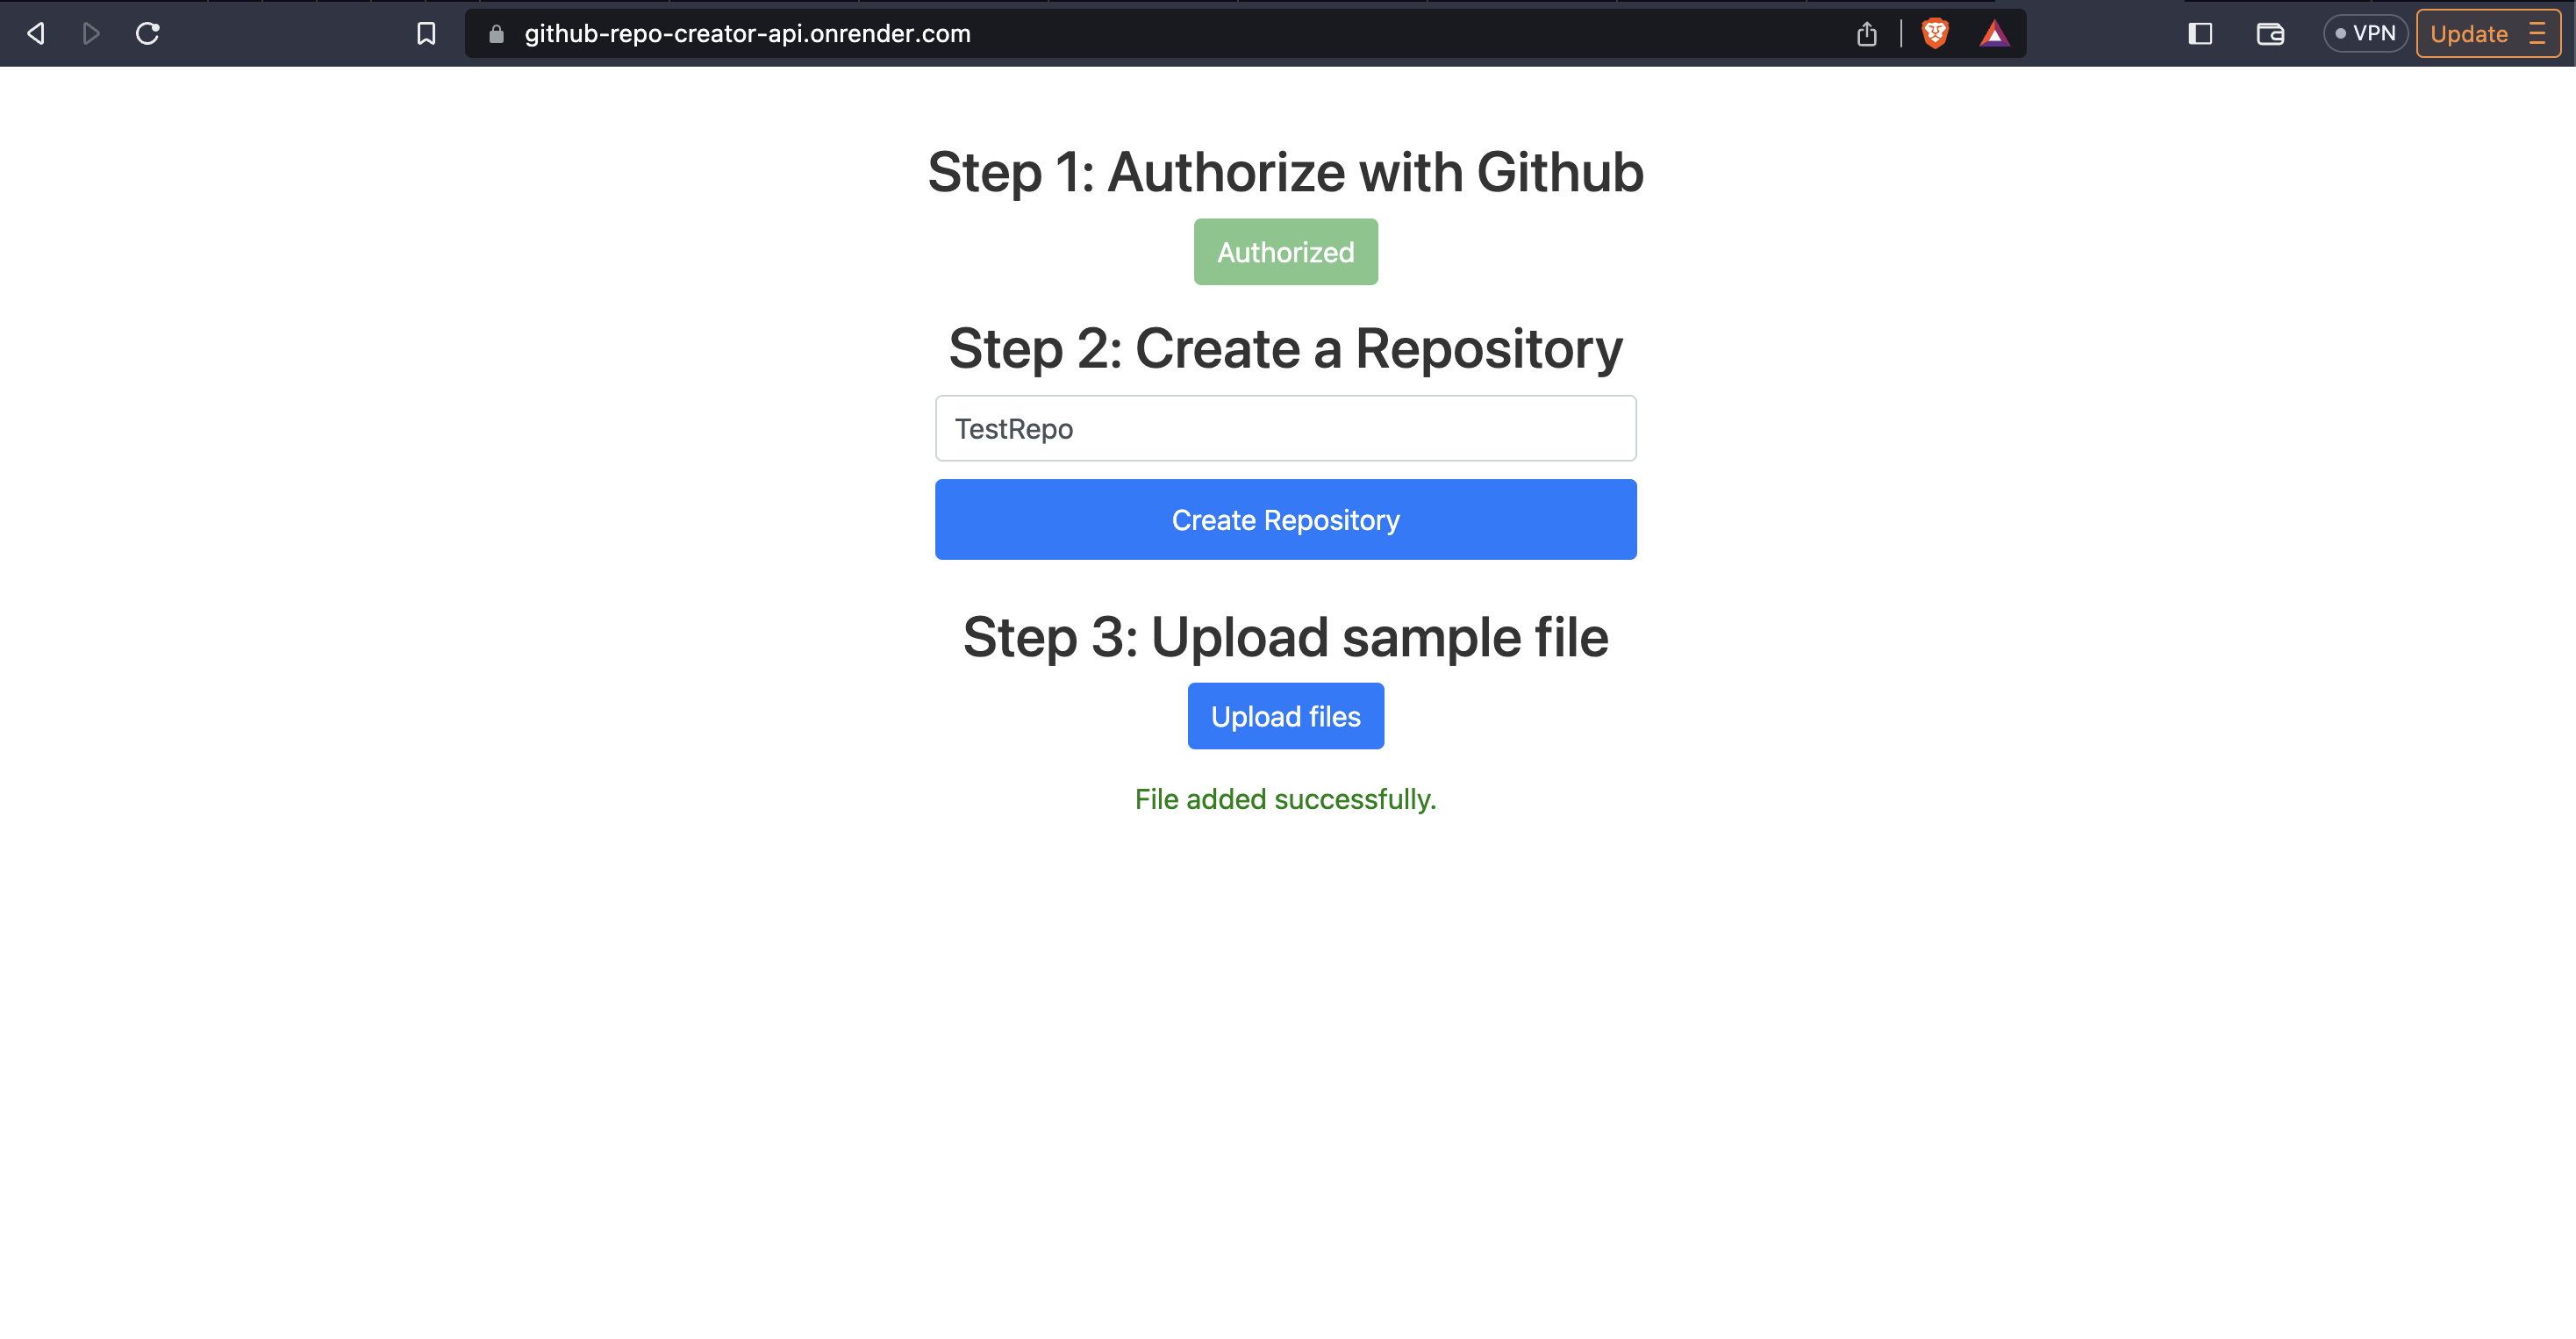 github-repo-creator-api.onrender.com
VPN
Update
Step 1: Authorize with Github
Authorized
Step 2: Create a Repository
TestRepo
Create Repository
Step 3: Upload sample file
Upload files
File added successfully.